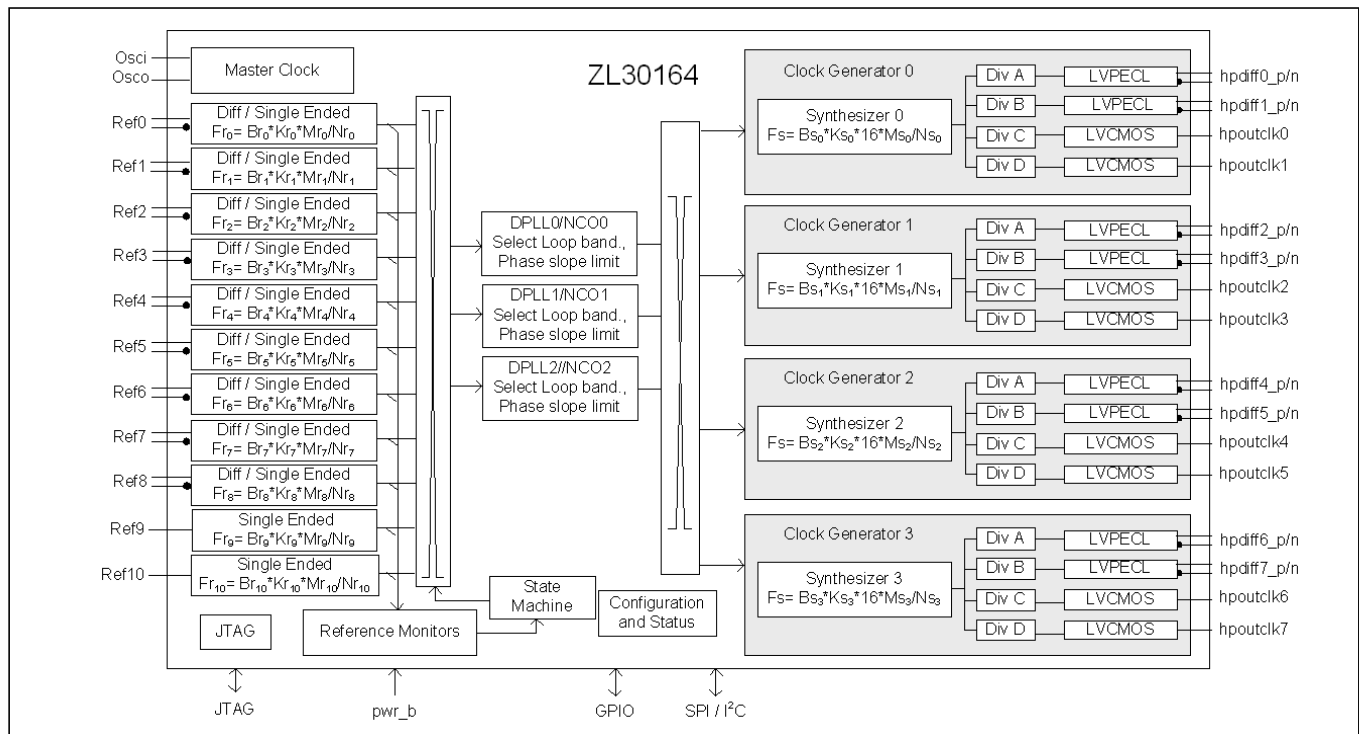 ZL30164
Osci
Osco
Master Clock
Ref0
Diff / Single Ended
Fr₀= Br₀*Kr₀*Mr₀/Nr₀
Ref1
Diff / Single Ended
Fr₁= Br₁*Kr₁*Mr₁/Nr₁
Ref2
Diff / Single Ended
Fr₂= Br₂*Kr₂*Mr₂/Nr₂
Ref3
Diff / Single Ended
Fr₃= Br₃*Kr₃*Mr₃/Nr₃
Ref4
Diff / Single Ended
Fr₄= Br₄*Kr₄*Mr₄/Nr₄
Ref5
Diff / Single Ended
Fr₅= Br₅*Kr₅*Mr₅/Nr₅
Ref6
Diff / Single Ended
Fr₆= Br₆*Kr₆*Mr₆/Nr₆
Ref7
Diff / Single Ended
Fr₇= Br₇*Kr₇*Mr₇/Nr₇
Ref8
Diff / Single Ended
Fr₈= Br₈*Kr₈*Mr₈/Nr₈
Ref9
Single Ended
Fr₉= Br₉*Kr₉*Mr₉/Nr₉
Ref10
Single Ended
Fr₁₀= Br₁₀*Kr₁₀*Mr₁₀/Nr₁₀
JTAG
Reference Monitors
State
Machine
Configuration
and Status
DPLL0/NCO0
Select Loop band.,
Phase slope limit
DPLL1/NCO1
Select Loop band.,
Phase slope limit
DPLL2//NCO2
Select Loop band.,
Phase slope limit
Clock Generator 0
Synthesizer 0
Fs= Bs₀*Ks₀*16*Ms₀/Ns₀
Div A
LVPECL
hpdiff0_p/n
Div B
LVPECL
hpdiff1_p/n
Div C
LVCMOS
hpoutclk0
Div D
LVCMOS
hpoutclk1
Clock Generator 1
Synthesizer 1
Fs= Bs₁*Ks₁*16*Ms₁/Ns₁
Div A
LVPECL
hpdiff2_p/n
Div B
LVPECL
hpdiff3_p/n
Div C
LVCMOS
hpoutclk2
Div D
LVCMOS
hpoutclk3
Clock Generator 2
Synthesizer 2
Fs= Bs₂*Ks₂*16*Ms₂/Ns₂
Div A
LVPECL
hpdiff4_p/n
Div B
LVPECL
hpdiff5_p/n
Div C
LVCMOS
hpoutclk4
Div D
LVCMOS
hpoutclk5
Clock Generator 3
Synthesizer 3
Fs= Bs₃*Ks₃*16*Ms₃/Ns₃
Div A
LVPECL
hpdiff6_p/n
Div B
LVPECL
hpdiff7_p/n
Div C
LVCMOS
hpoutclk6
Div D
LVCMOS
hpoutclk7
JTAG
pwr_b
GPIO
SPI / I²C